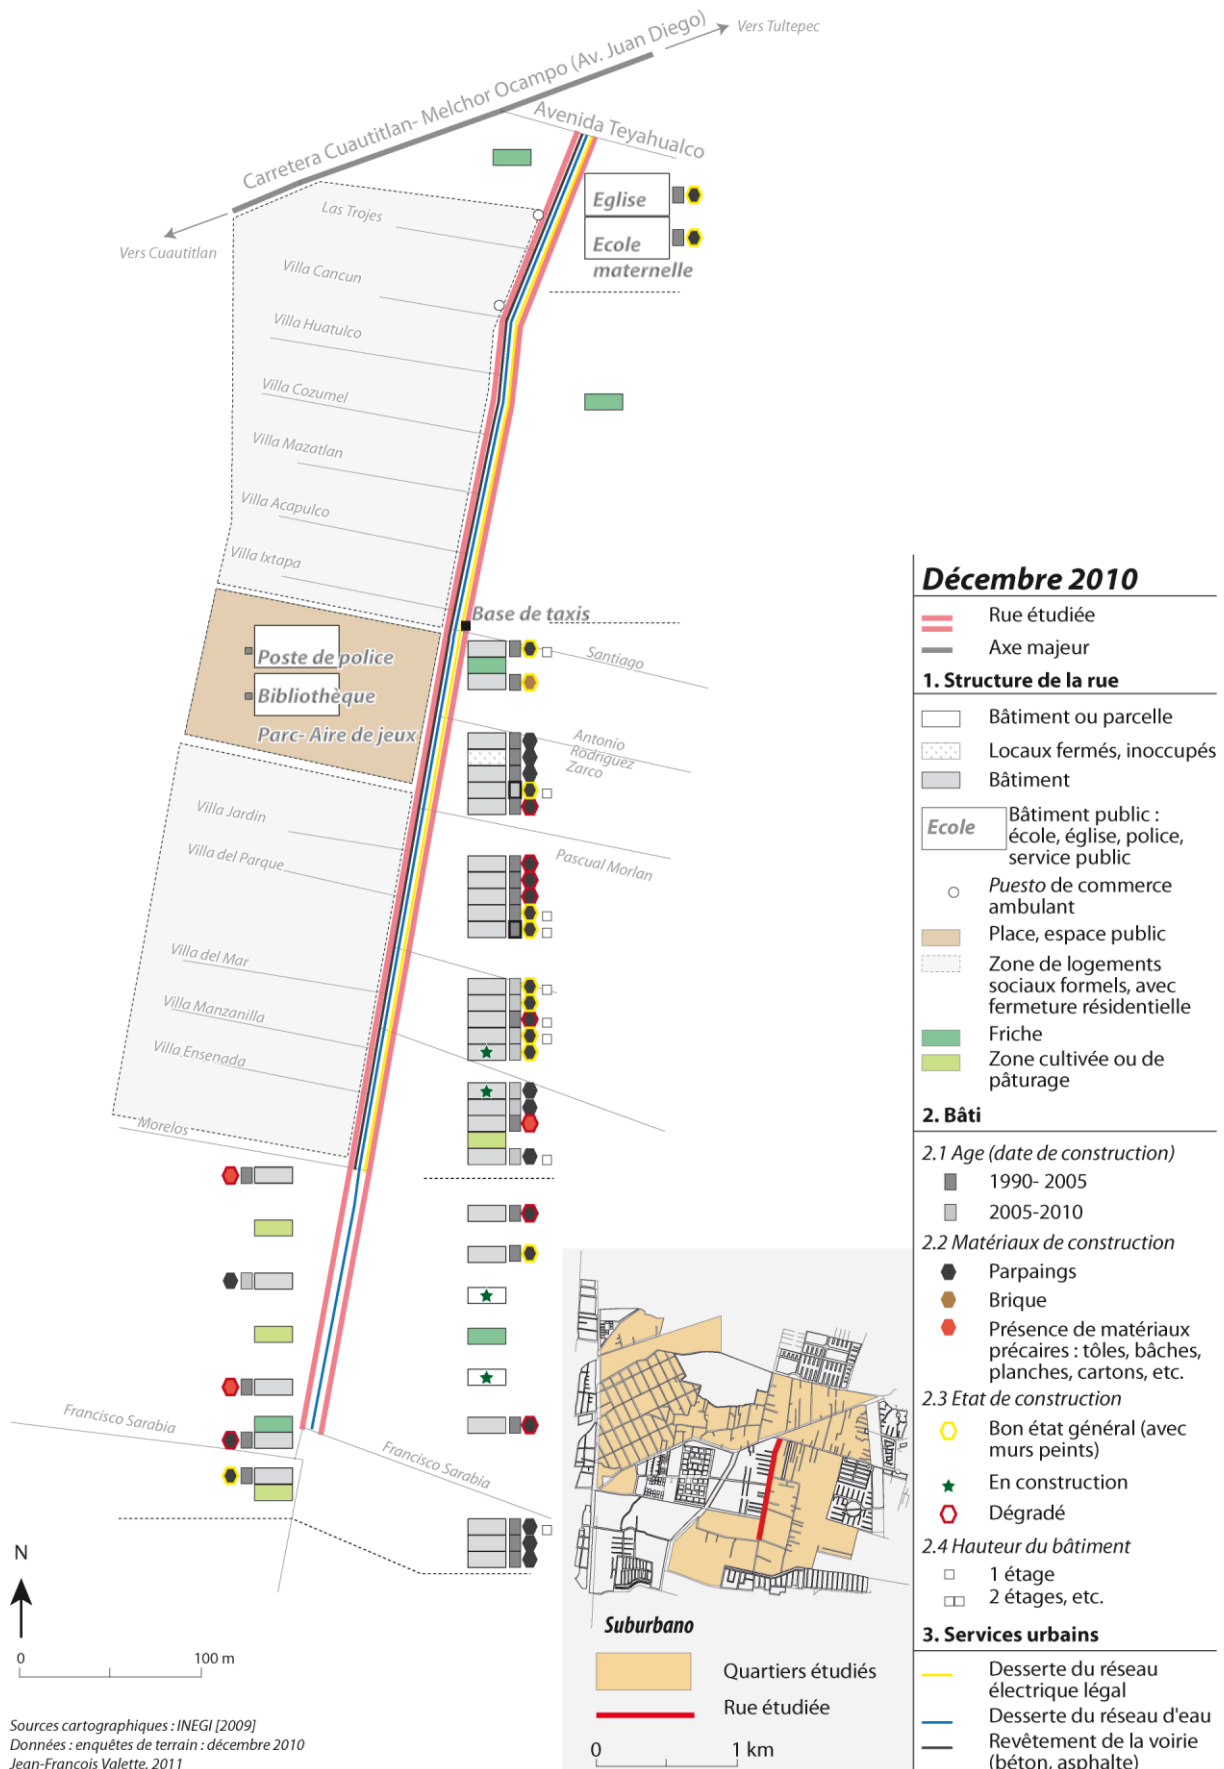 Vers Tultepec
Carretera Cuautitlan- Melchor Ocampo (Av. Juan Diego)
Avenida Teyahualco
Vers Cuautitlan
Eglise
Ecole
maternelle
Las Trojes
Villa Cancun
Villa Huatulco
Villa Cozumel
Villa Mazatlan
Villa Acapulco
Villa Ixtapa
Base de taxis
Poste de police
Bibliothèque
Parc- Aire de jeux
Santiago
Antonio
Rodriguez
Zarco
Pascual Morlan
Villa Jardin
Villa del Parque
Villa del Mar
Villa Manzanilla
Villa Ensenada
Morelos
Francisco Sarabia
Francisco Sarabia
N
0 100 m
Sources cartographiques : INEGI [2009]
Données : enquêtes de terrain : décembre 2010
Jean-François Valette, 2011
Suburbano
Quartiers étudiés
Rue étudiée
0 1 km
Décembre 2010
Rue étudiée
Axe majeur
1. Structure de la rue
Bâtiment ou parcelle
Locaux fermés, inoccupés
Bâtiment
Ecole
Bâtiment public :
école, église, police,
service public
Puesto de commerce
ambulant
Place, espace public
Zone de logements
sociaux formels, avec
fermeture résidentielle
Friche
Zone cultivée ou de
pâturage
2. Bâti
2.1 Age (date de construction)
1990- 2005
2005-2010
2.2 Matériaux de construction
Parpaings
Brique
Présence de matériaux
précaires : tôles, bâches,
planches, cartons, etc.
2.3 Etat de construction
Bon état général (avec
murs peints)
En construction
Dégradé
2.4 Hauteur du bâtiment
1 étage
2 étages, etc.
3. Services urbains
Desserte du réseau
électrique légal
Desserte du réseau d'eau
Revêtement de la voirie
(béton, asphalte)